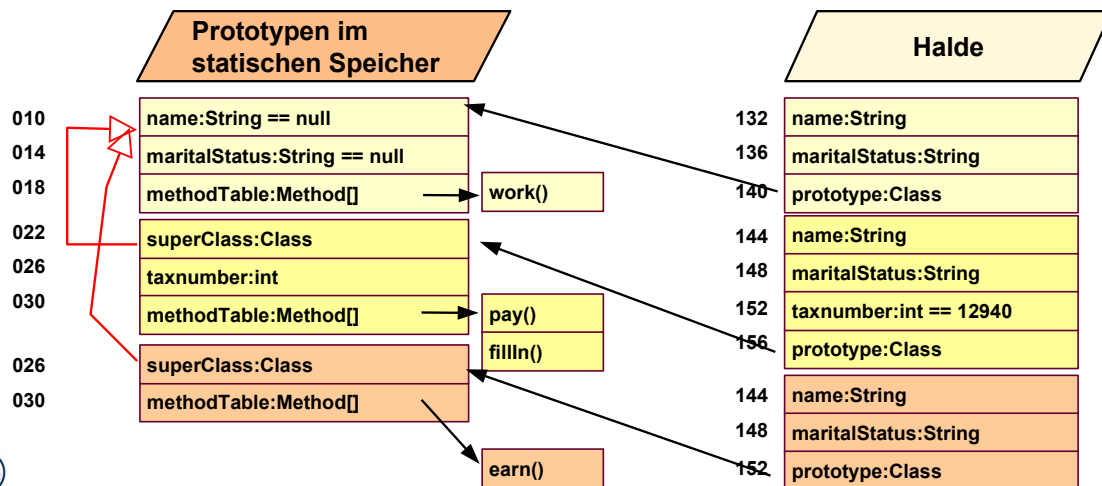 Prototypen im
statischen Speicher
Halde
010
name:String == null
014
maritalStatus:String == null
018
methodTable:Method[]
work()
022
superClass:Class
026
taxnumber:int
030
methodTable:Method[]
pay()
fillIn()
026
superClass:Class
030
methodTable:Method[]
earn()
132
name:String
136
maritalStatus:String
140
prototype:Class
144
name:String
148
maritalStatus:String
152
taxnumber:int == 12940
156
prototype:Class
144
name:String
148
maritalStatus:String
152
prototype:Class